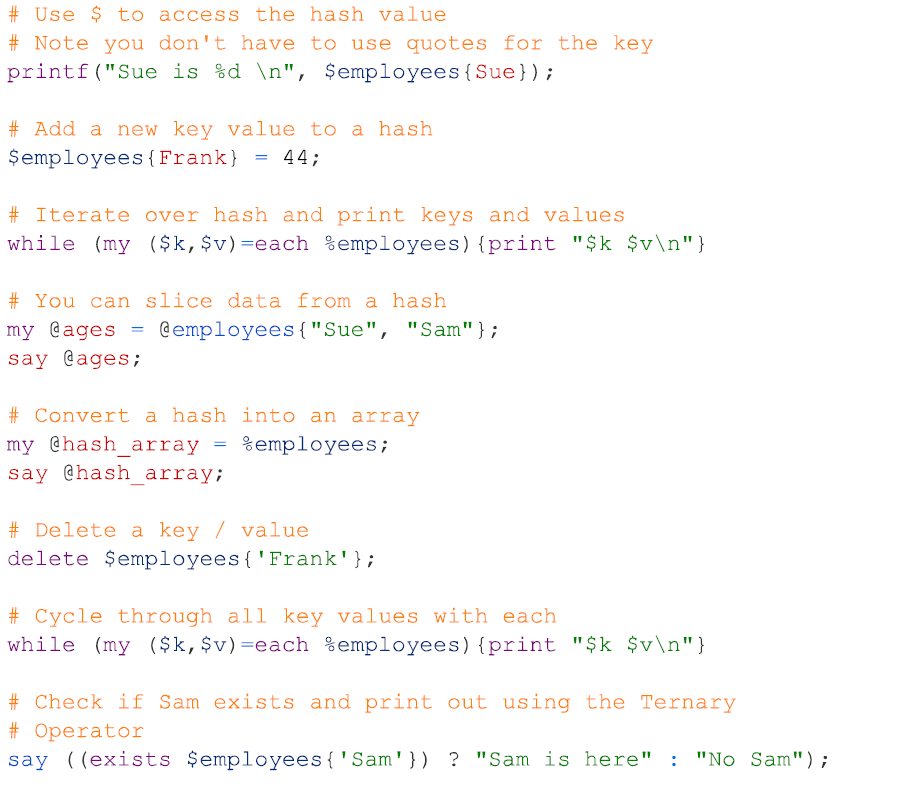 # Use $ to access the hash value
# Note you don't have to use quotes for the key
printf("Sue is %d \n", $employees{Sue});
# Add a new key value to a hash
$employees{Frank} = 44;
# Iterate over hash and print keys and values
while (my ($k,$v)=each %employees){print "$k $v\n"}
# You can slice data from a hash
my @ages = @employees{"Sue", "Sam"};
say @ages;
# Convert a hash into an array
my @hash_array = %employees;
say @hash_array;
# Delete a key / value
delete $employees{'Frank'};
# Cycle through all key values with each
while (my ($k,$v)=each %employees){print "$k $v\n"}
# Check if Sam exists and print out using the Ternary
# Operator
say ((exists $employees{'Sam'}) ? "Sam is here" : "No Sam");